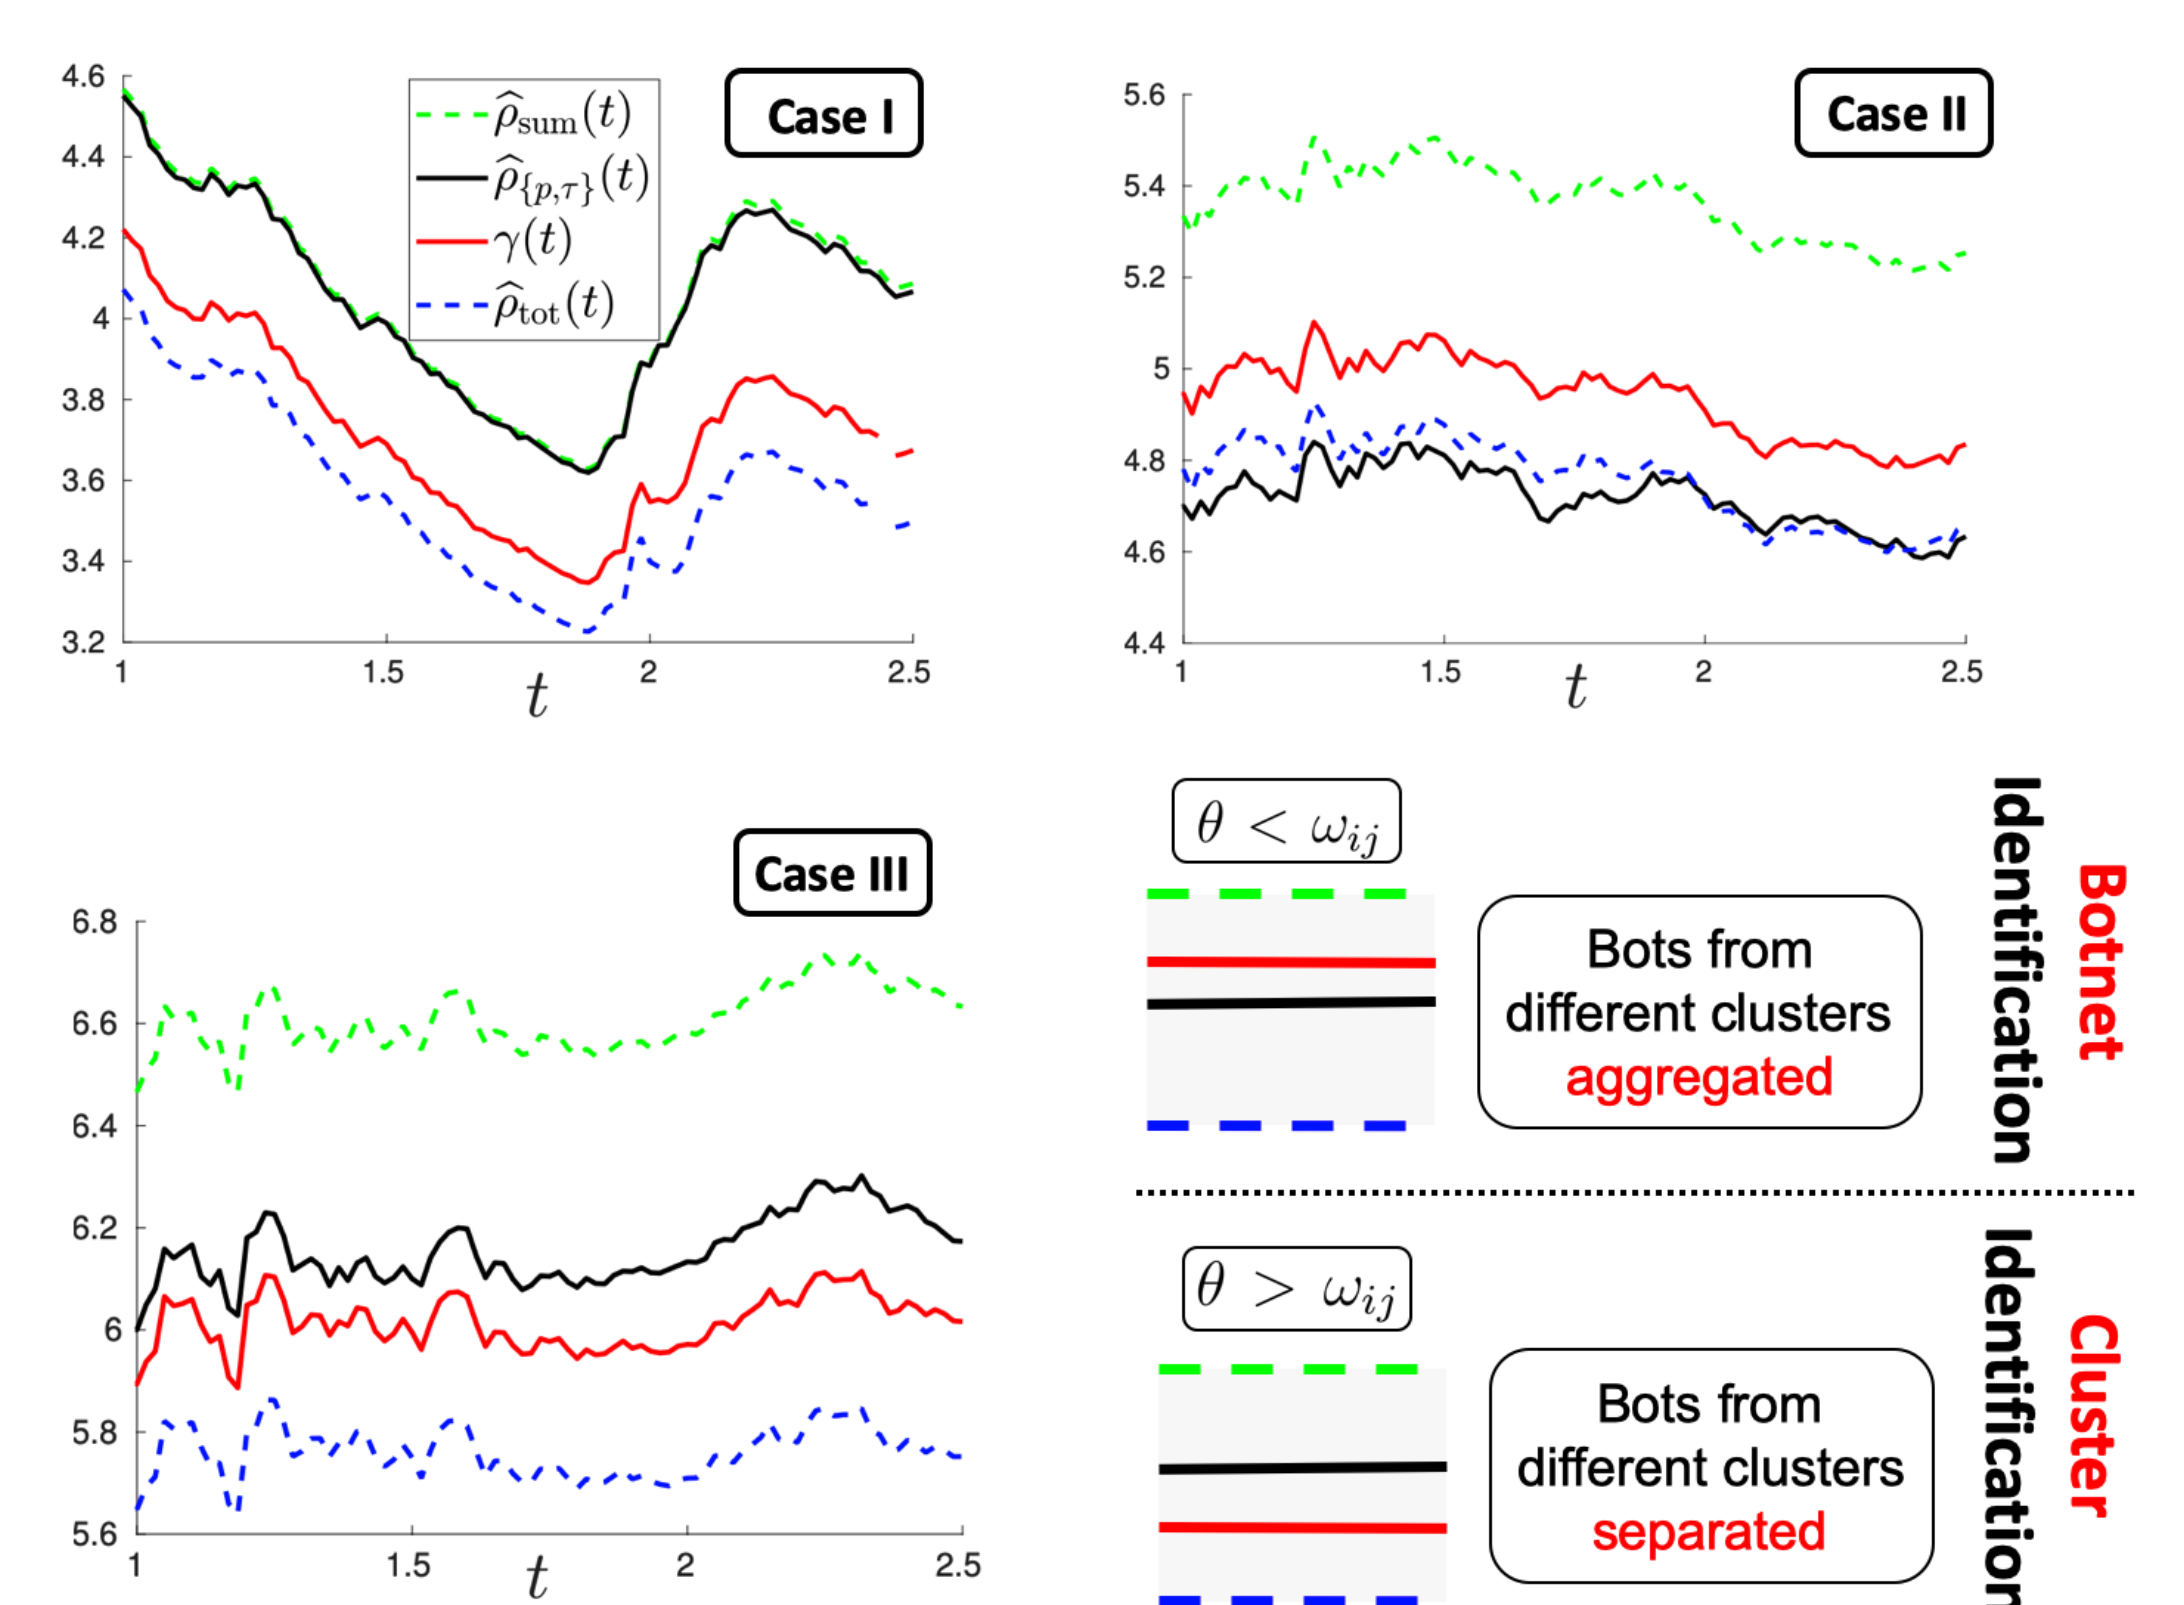 4.6
4.4
4.2
4
3.8
3.6
3.4
3.2
1
1.5
2
2.5
t
ρ̂sum(t)
ρ̂{p,τ}(t)
γ(t)
ρ̂tot(t)
Case I
5.6
5.4
5.2
5
4.8
4.6
4.4
1
1.5
2
2.5
t
Case II
6.8
6.6
6.4
6.2
6
5.8
5.6
1
1.5
2
2.5
t
Case III
θ < ωij
Bots from
different clusters
aggregated
Botnet
Identification
θ > ωij
Bots from
different clusters
separated
Cluster
Identification